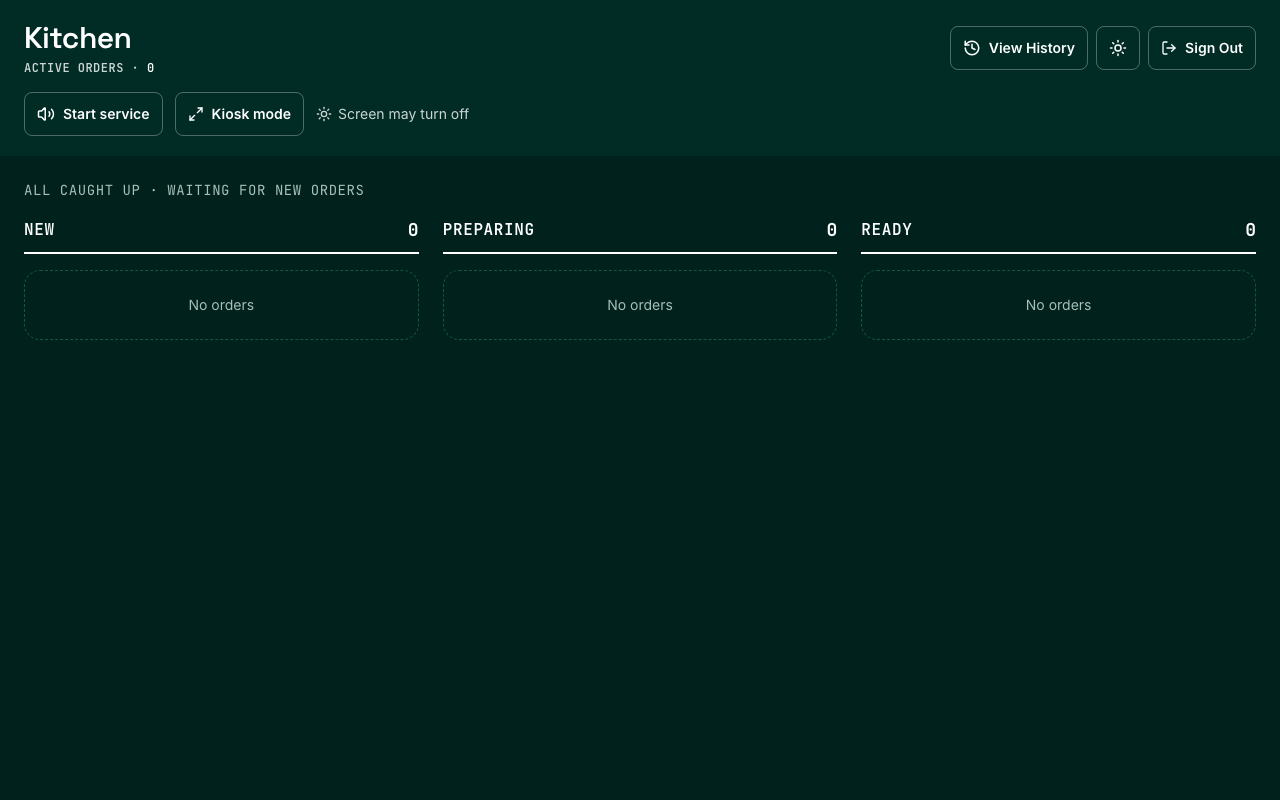 Kitchen
ACTIVE ORDERS · 0
View History
Sign Out
Start service
Kiosk mode
Screen may turn off
ALL CAUGHT UP · WAITING FOR NEW ORDERS
NEW 0
PREPARING 0
READY 0
No orders
No orders
No orders